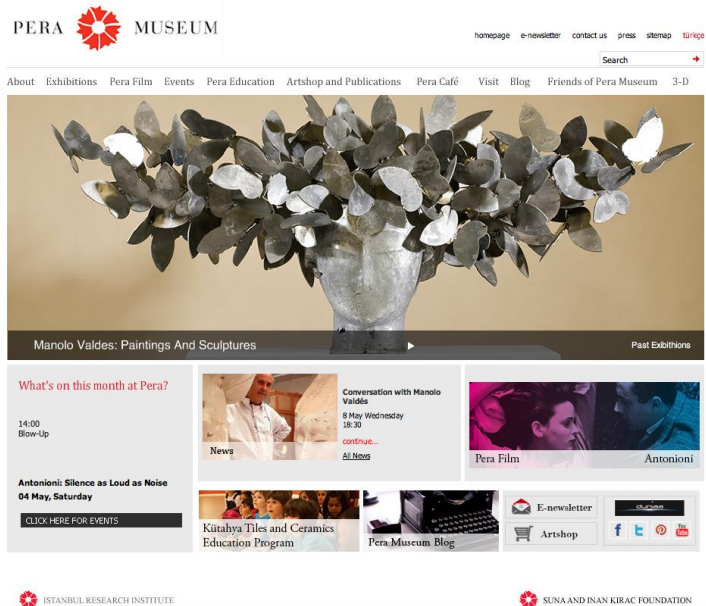 PERA MUSEUM
homepage e-newsletter contact us press sitemap türkçe
Search
About Exhibitions Pera Film Events Pera Education Artshop and Publications Pera Café Visit Blog Friends of Pera Museum 3-D
Manolo Valdes: Paintings And Sculptures
Past Exibithions
What's on this month at Pera?
14:00
Blow-Up
Antonioni: Silence as Loud as Noise
04 May, Saturday
CLICK HERE FOR EVENTS
News
Conversation with Manolo
Valdés
8 May Wednesday
18:30
continue...
All News
Pera Film Antonioni
Kütahya Tiles and Ceramics
Education Program
Pera Museum Blog
E-newsletter
Artshop
You
Tube
ISTANBUL RESEARCH INSTITUTE
SUNA AND INAN KIRAC FOUNDATION